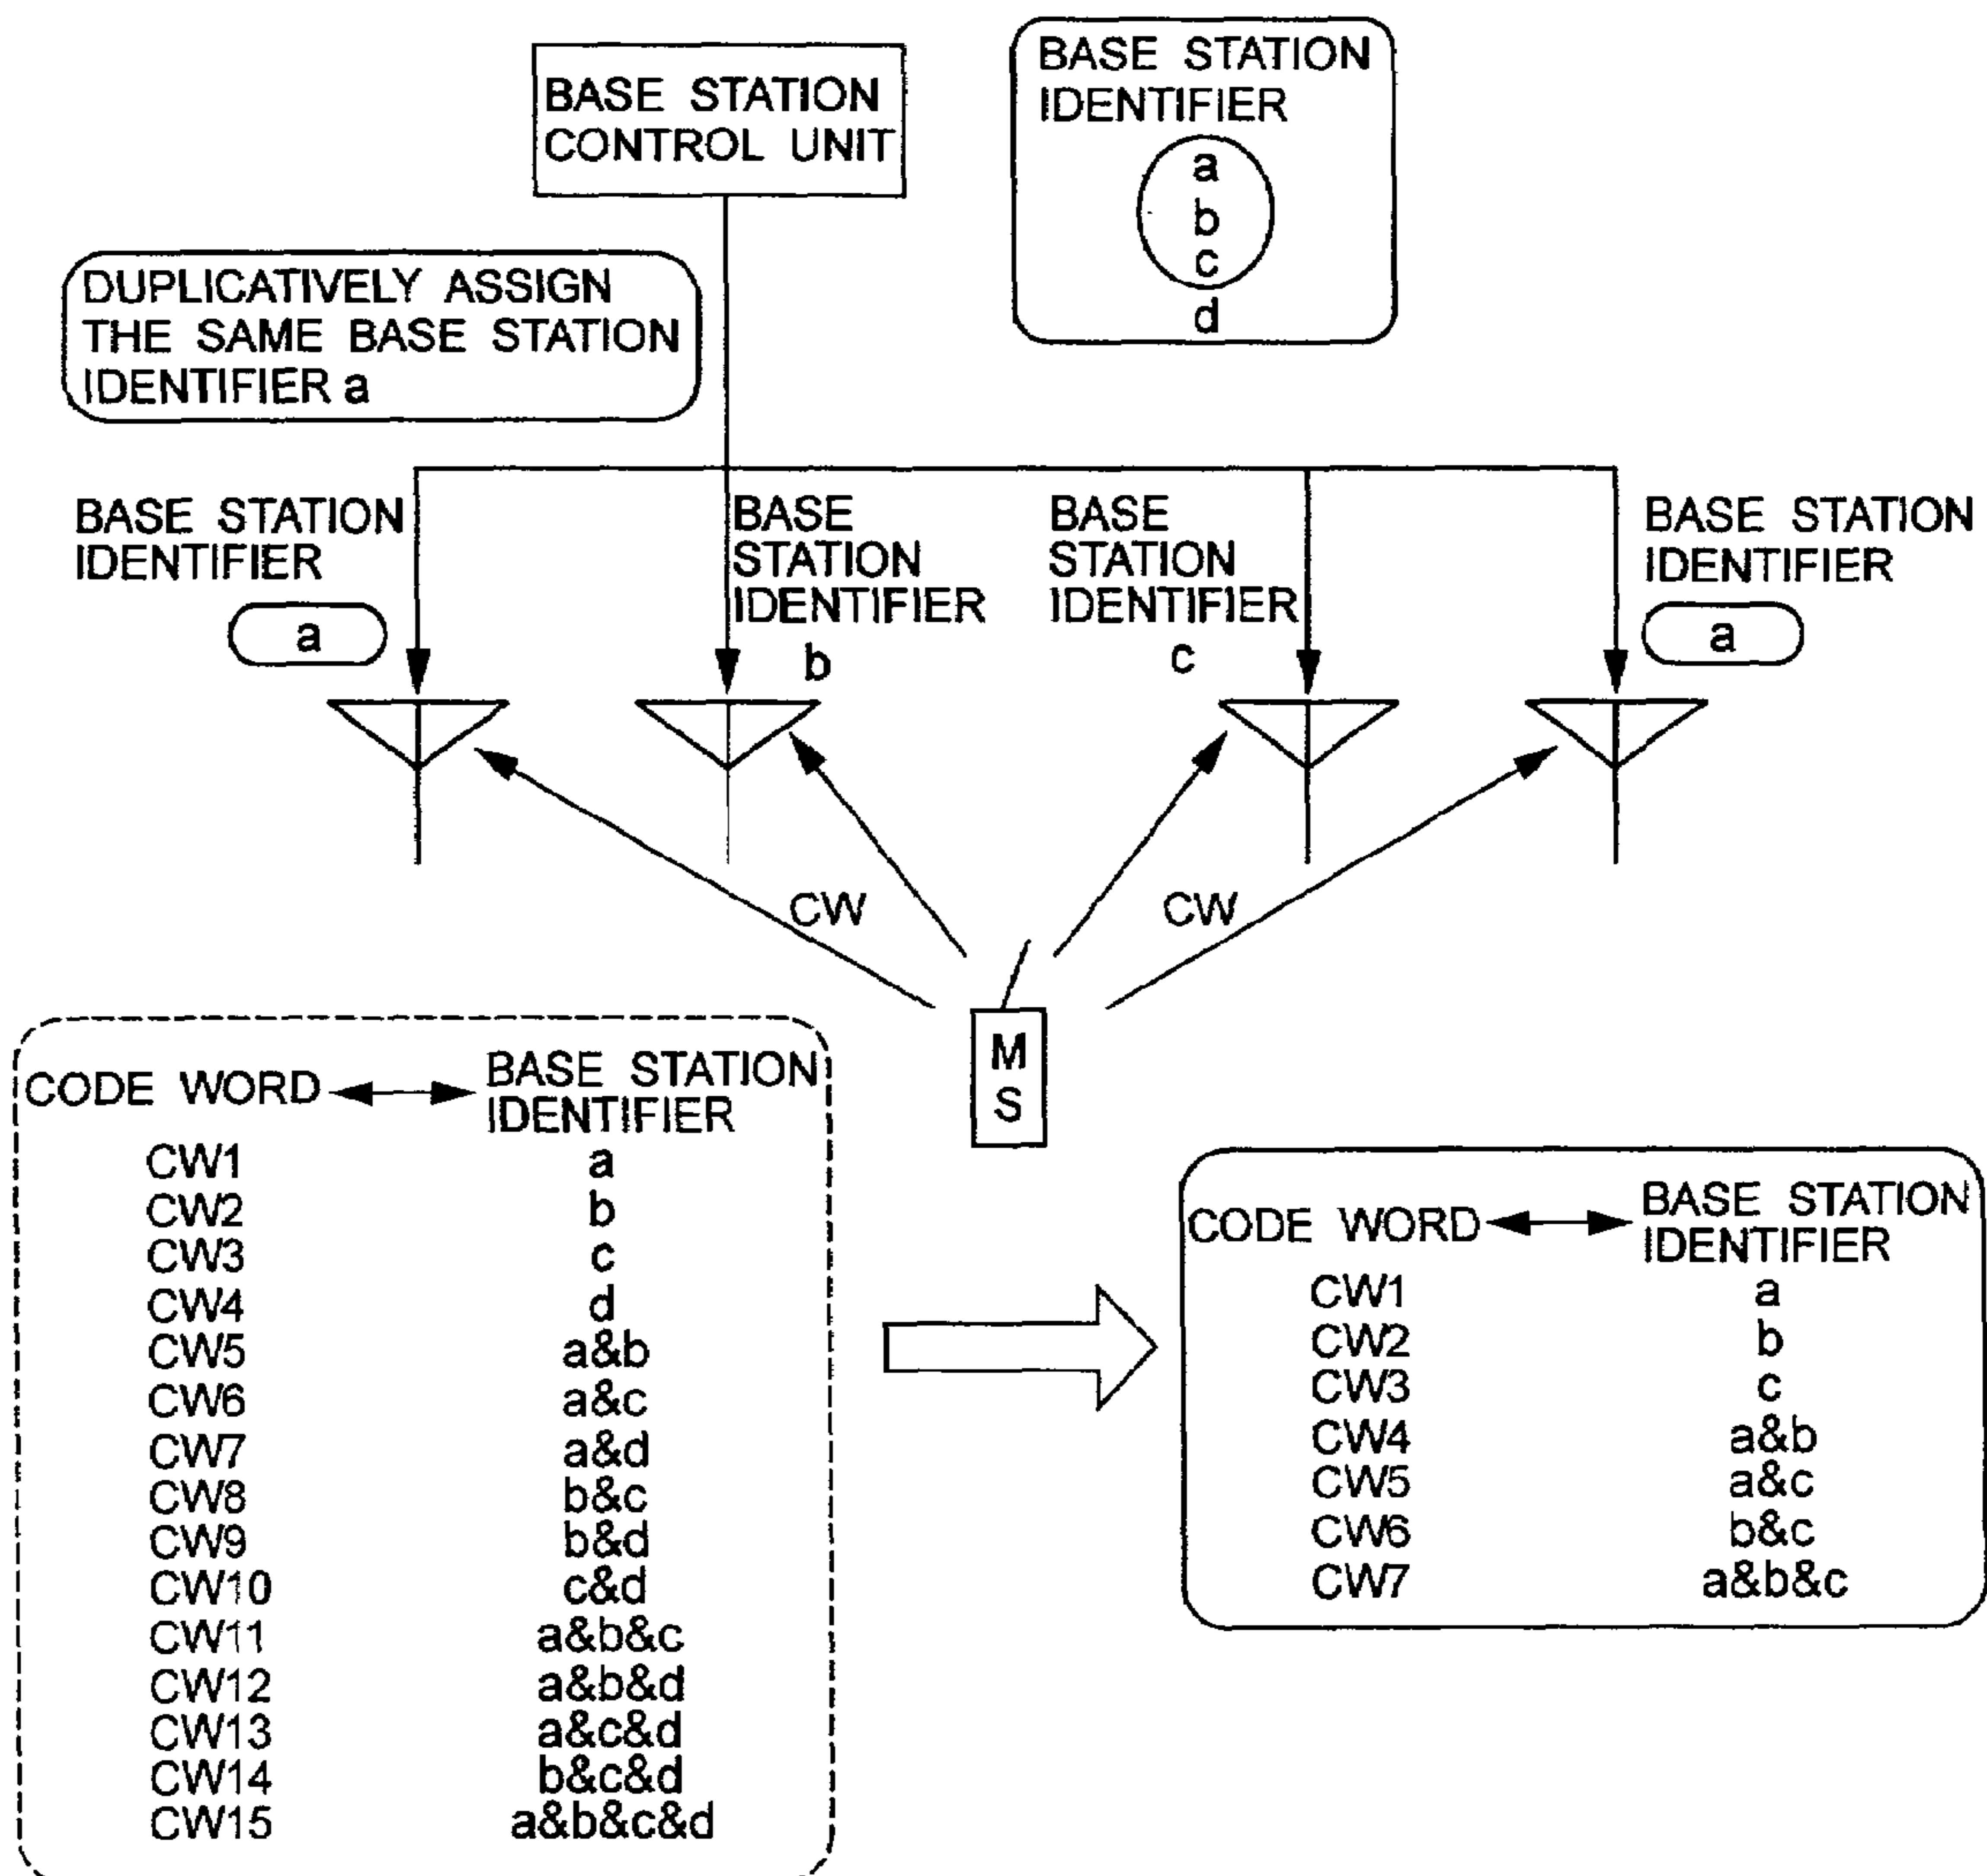 BASE STATION
CONTROL UNIT
BASE STATION
IDENTIFIER
a
b
c
d
DUPLICATIVELY ASSIGN
THE SAME BASE STATION
IDENTIFIER a
BASE STATION
IDENTIFIER
a
BASE
STATION
IDENTIFIER
b
BASE
STATION
IDENTIFIER
c
BASE STATION
IDENTIFIER
a
CW
CW
M
S
CODE WORD BASE STATION
IDENTIFIER
CW1 a
CW2 b
CW3 c
CW4 d
CW5 a&b
CW6 a&c
CW7 a&d
CW8 b&c
CW9 b&d
CW10 c&d
CW11 a&b&c
CW12 a&b&d
CW13 a&c&d
CW14 b&c&d
CW15 a&b&c&d
CODE WORD BASE STATION
IDENTIFIER
CW1 a
CW2 b
CW3 c
CW4 a&b
CW5 a&c
CW6 b&c
CW7 a&b&c